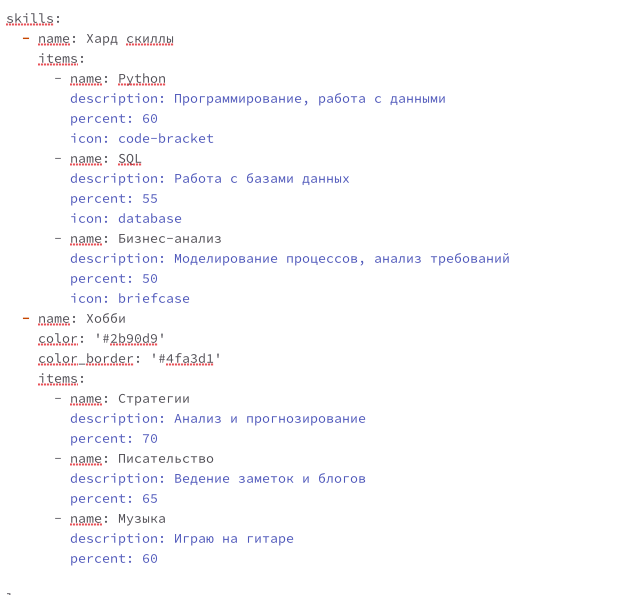 skills:
  - name: Хард скиллы
    items:
      - name: Python
        description: Программирование, работа с данными
        percent: 60
        icon: code-bracket
      - name: SQL
        description: Работа с базами данных
        percent: 55
        icon: database
      - name: Бизнес-анализ
        description: Моделирование процессов, анализ требований
        percent: 50
        icon: briefcase
  - name: Хобби
    color: '#2b90d9'
    color_border: '#4fa3d1'
    items:
      - name: Стратегии
        description: Анализ и прогнозирование
        percent: 70
      - name: Писательство
        description: Ведение заметок и блогов
        percent: 65
      - name: Музыка
        description: Играю на гитаре
        percent: 60